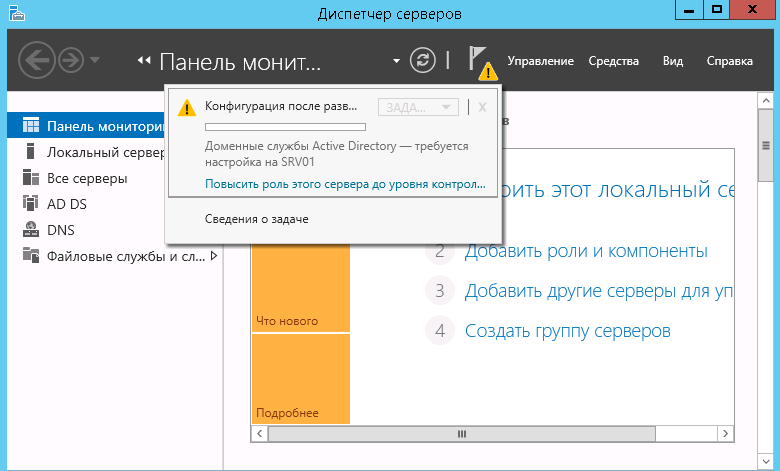 Диспетчер серверов
Панель монит...
Управление Средства Вид Справка
Конфигурация после разв...
ЗАДА...
X
Доменные службы Active Directory — требуется
настройка на SRV01
Повысить роль этого сервера до уровня контрол...
Сведения о задаче
Панель мониторин
Локальный сервер
Все серверы
AD DS
DNS
Файловые службы и сл...
в
оить этот локальный се
2 Добавить роли и компоненты
3 Добавить другие серверы для уп
4 Создать группу серверов
Что нового
Подробнее